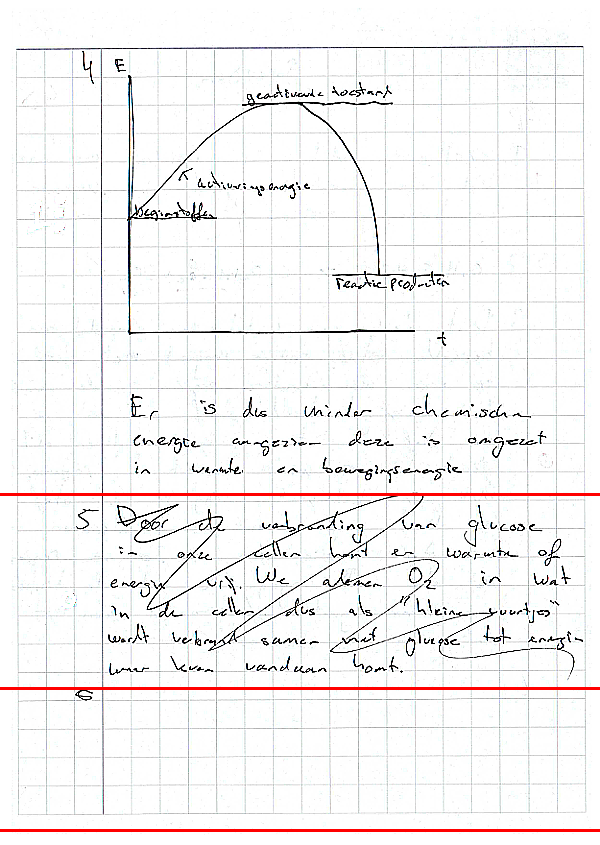 4 E
geactiveerde toestand
activeringsenergie
beginstoffen
reactie producten
t
Er is dus minder chemische
energie aangezien deze is omgezet
in warmte en bewegingsenergie
5 Door de verbranding van glucose
in onze cellen komt er warmte of
energie vrij. We ademen O2 in wat
in de cellen dus als "kleine vuurtjes"
wordt verbrand samen met glucose tot energie
waar leven vandaan komt.
6